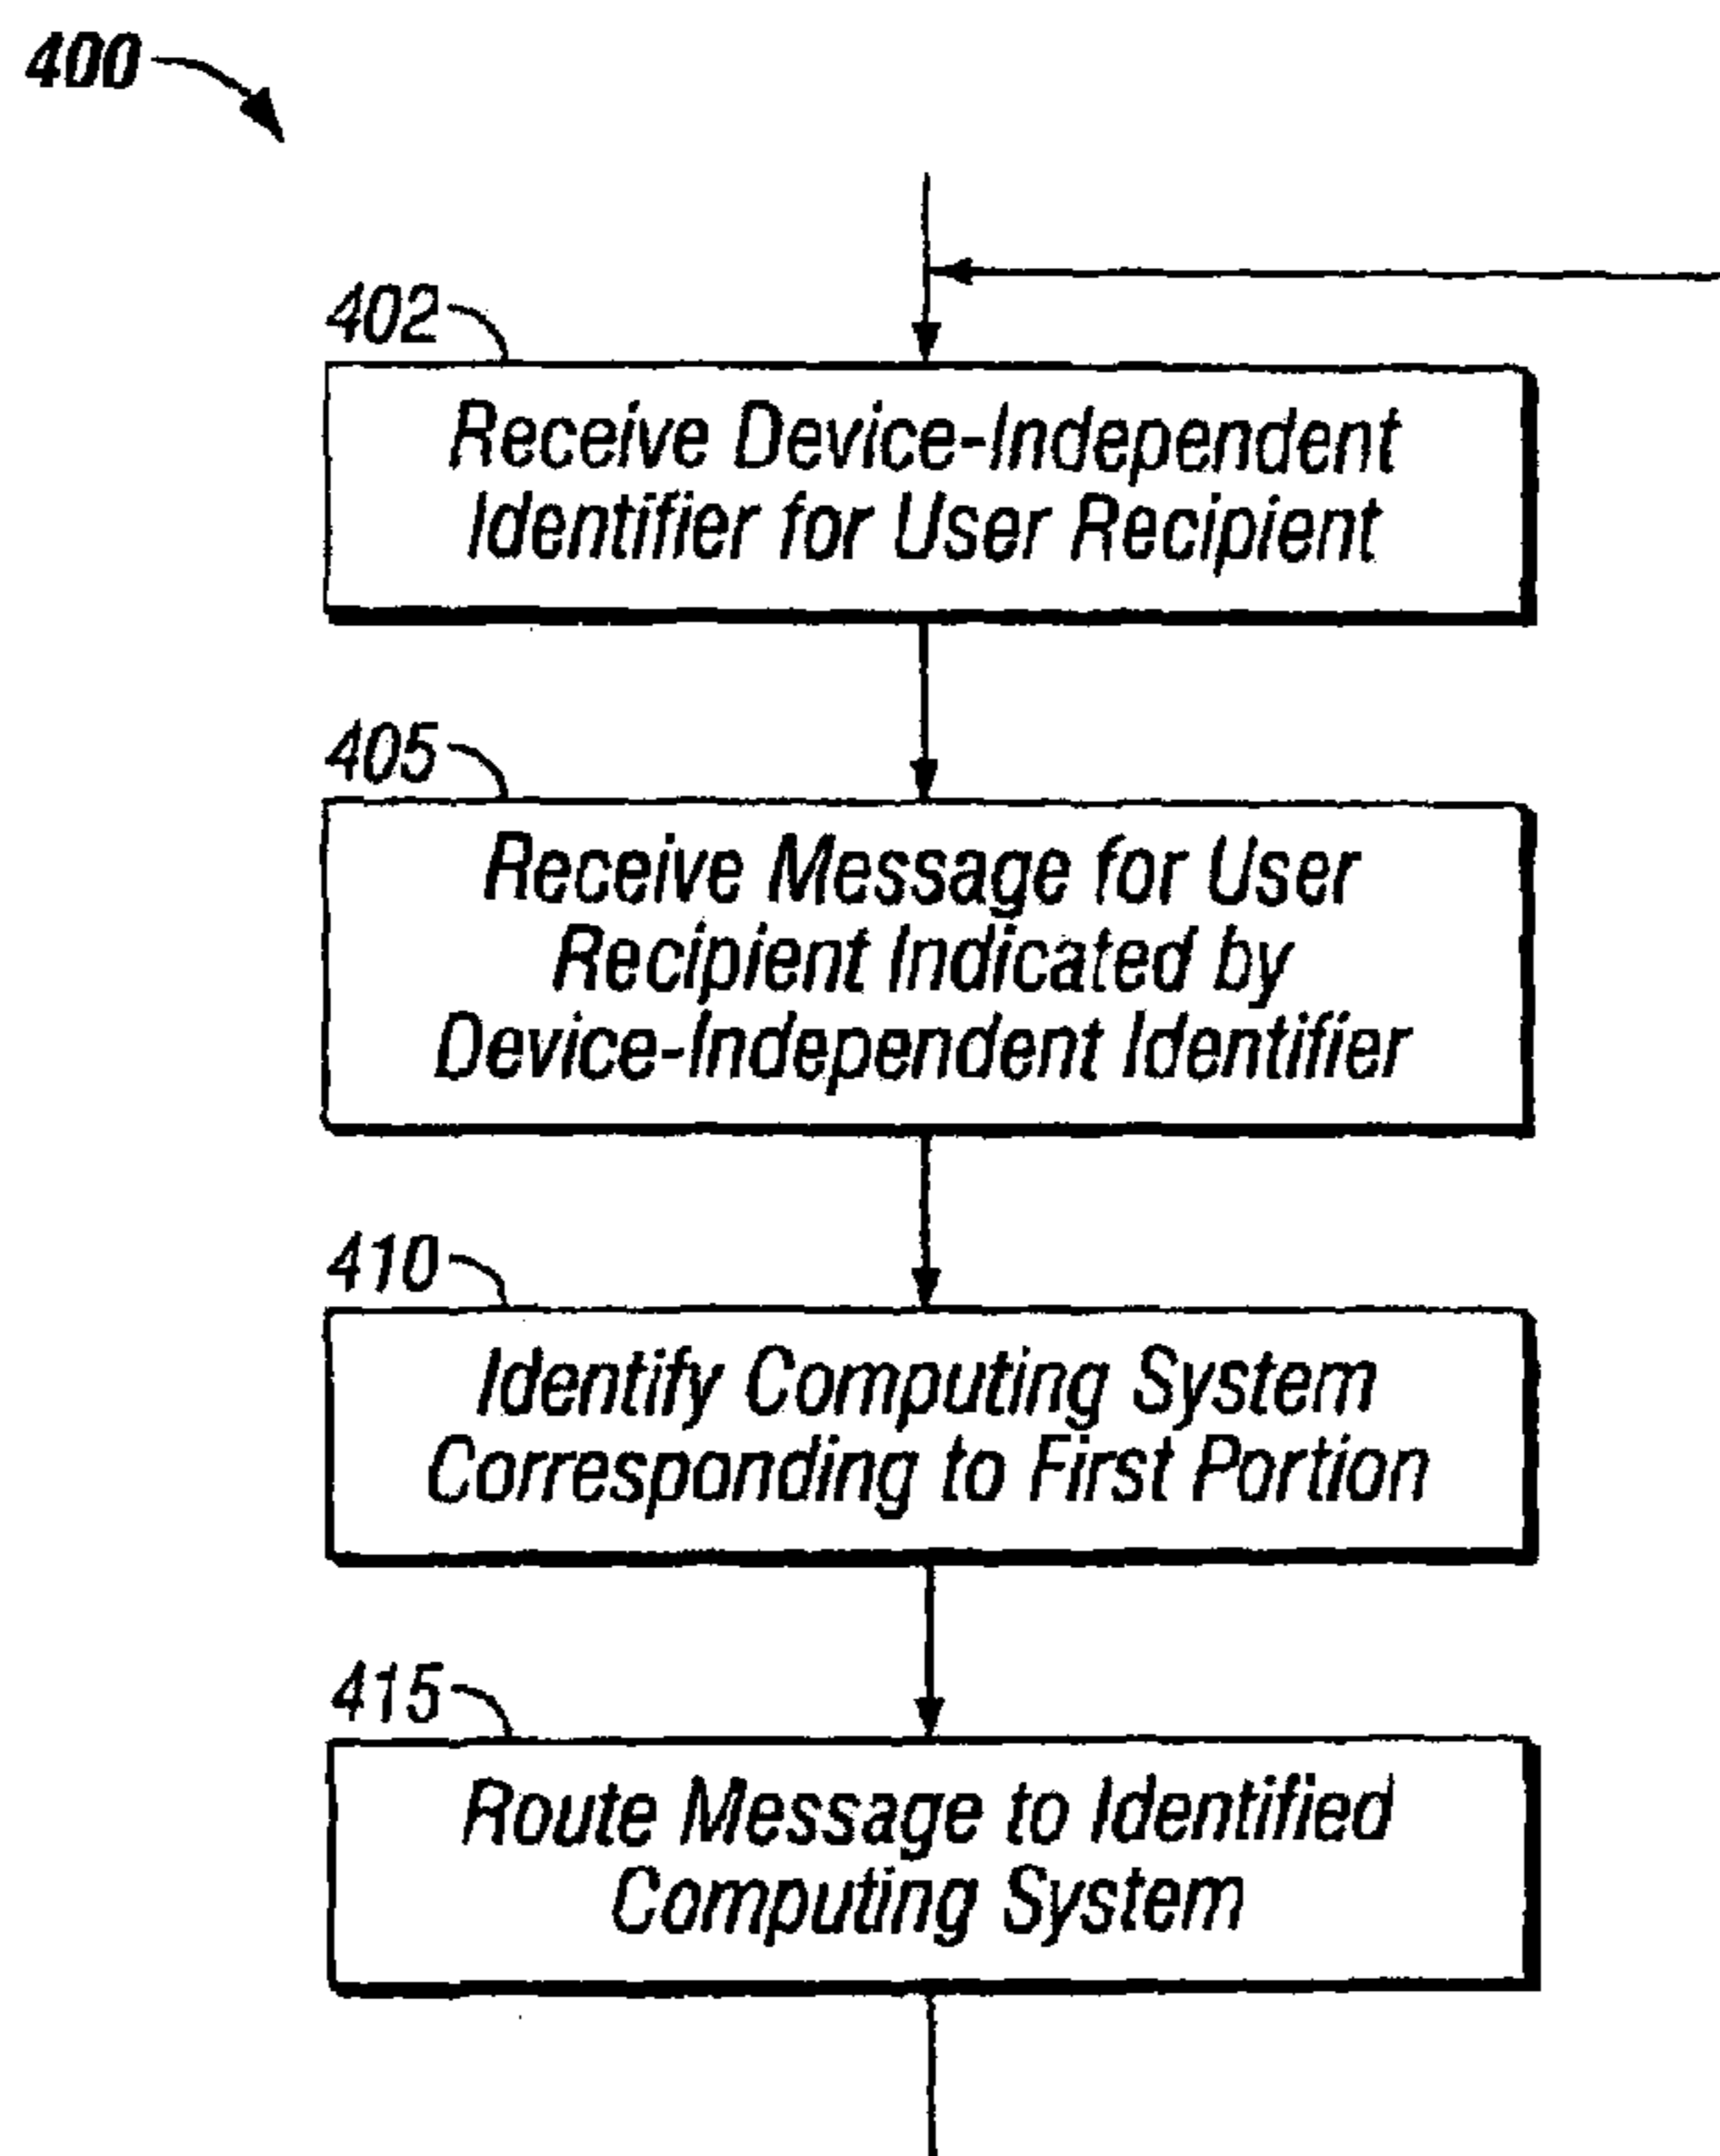 400
402
Receive Device-Independent
Identifier for User Recipient
405
Receive Message for User
Recipient Indicated by
Device-Independent Identifier
410
Identify Computing System
Corresponding to First Portion
415
Route Message to Identified
Computing System